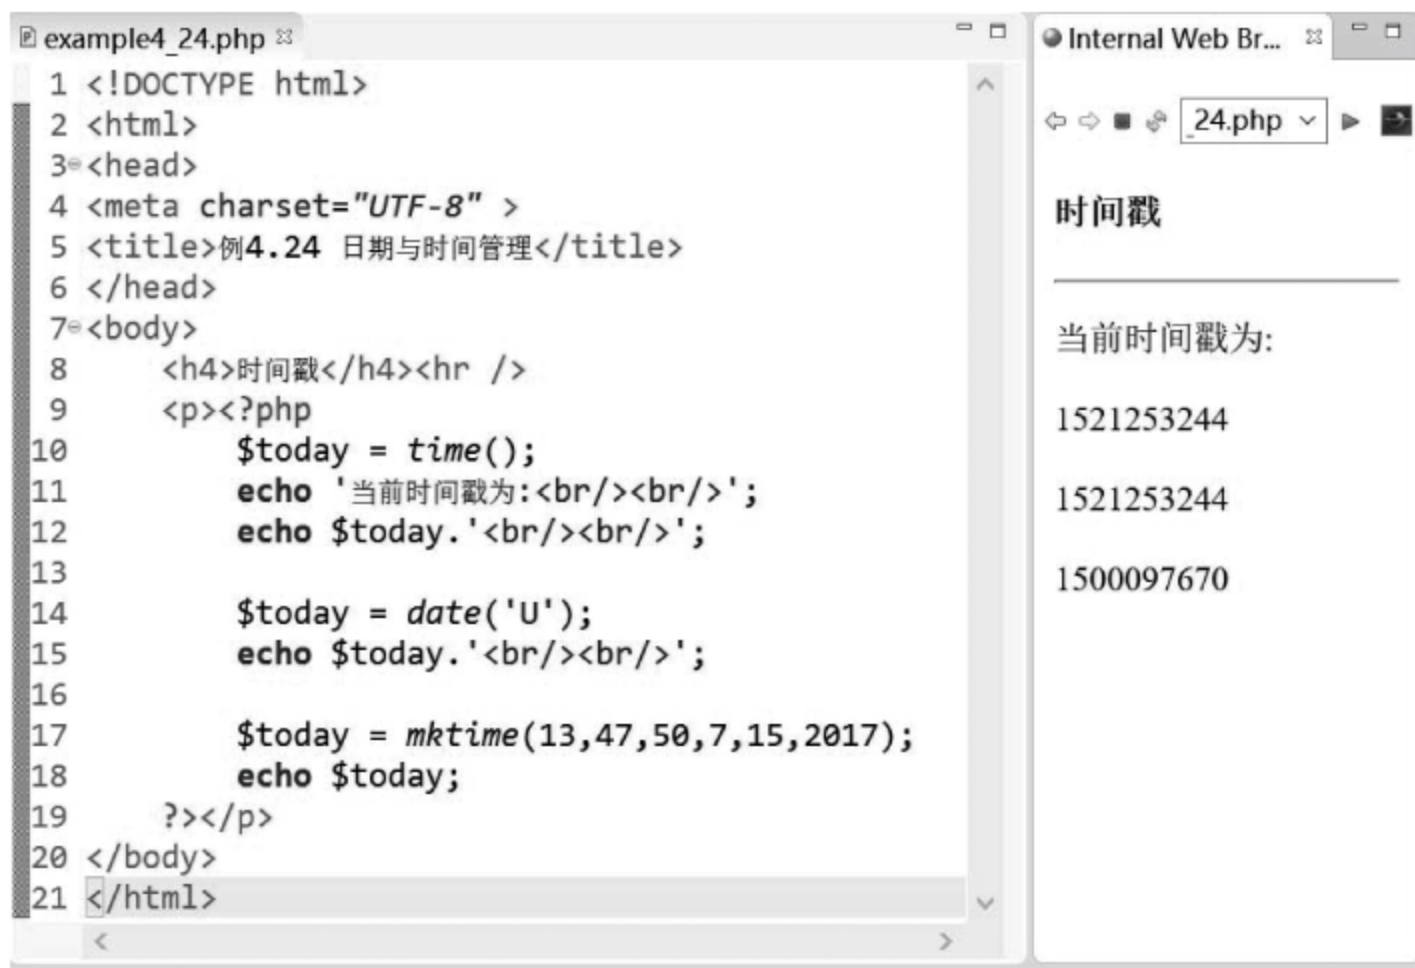 example4_24.php
1 <!DOCTYPE html>
2 <html>
3 <head>
4 <meta charset="UTF-8" >
5 <title>例4.24 日期与时间管理</title>
6 </head>
7 <body>
8     <h4>时间戳</h4><hr />
9     <p><?php
10         $today = time();
11         echo '当前时间戳为:<br/><br/>';
12         echo $today.'<br/><br/>';
13
14         $today = date('U');
15         echo $today.'<br/><br/>';
16
17         $today = mktime(13,47,50,7,15,2017);
18         echo $today;
19     ?></p>
20 </body>
21 </html>
Internal Web Br...
_24.php
时间戳
当前时间戳为:
1521253244
1521253244
1500097670